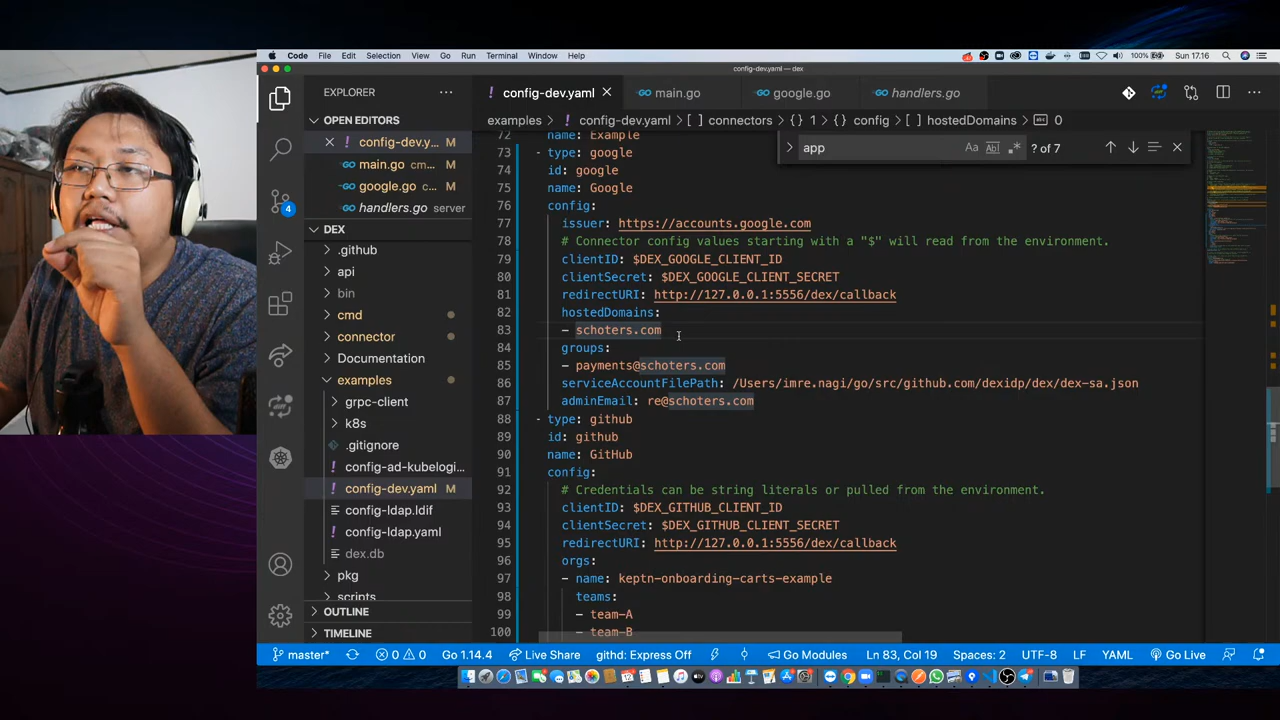 Code File Edit Selection View Go Run Terminal Window Help 100% Sun 17.16
config-dev.yaml — dex
EXPLORER
config-dev.yaml
main.go
google.go
handlers.go
OPEN EDITORS
config-dev.y... M
main.go cm... M
google.go c... M
handlers.go server
DEX
.github
api
bin
cmd
connector
Documentation
examples
grpc-client
k8s
.gitignore
config-ad-kubelogi...
config-dev.yaml M
config-ldap.ldif
config-ldap.yaml
dex.db
pkg
scripts
OUTLINE
TIMELINE
4
examples > config-dev.yaml > [ ] connectors > {} 1 > {} config > [ ] hostedDomains > abc 0
app Aa Abl .* ? of 7
72 name: Example
73 - type: google
74 id: google
75 name: Google
76 config:
77 issuer: https://accounts.google.com
78 # Connector config values starting with a "$" will read from the environment.
79 clientID: $DEX_GOOGLE_CLIENT_ID
80 clientSecret: $DEX_GOOGLE_CLIENT_SECRET
81 redirectURI: http://127.0.0.1:5556/dex/callback
82 hostedDomains:
83 - schoters.com
84 groups:
85 - payments@schoters.com
86 serviceAccountFilePath: /Users/imre.nagi/go/src/github.com/dexidp/dex/dex-sa.json
87 adminEmail: re@schoters.com
88 - type: github
89 id: github
90 name: GitHub
91 config:
92 # Credentials can be string literals or pulled from the environment.
93 clientID: $DEX_GITHUB_CLIENT_ID
94 clientSecret: $DEX_GITHUB_CLIENT_SECRET
95 redirectURI: http://127.0.0.1:5556/dex/callback
96 orgs:
97 - name: keptn-onboarding-carts-example
98 teams:
99 - team-A
100 - team-B
master* 0 0 Go 1.14.4 Live Share githd: Express Off Go Modules Ln 83, Col 19 Spaces: 2 UTF-8 LF YAML Go Live